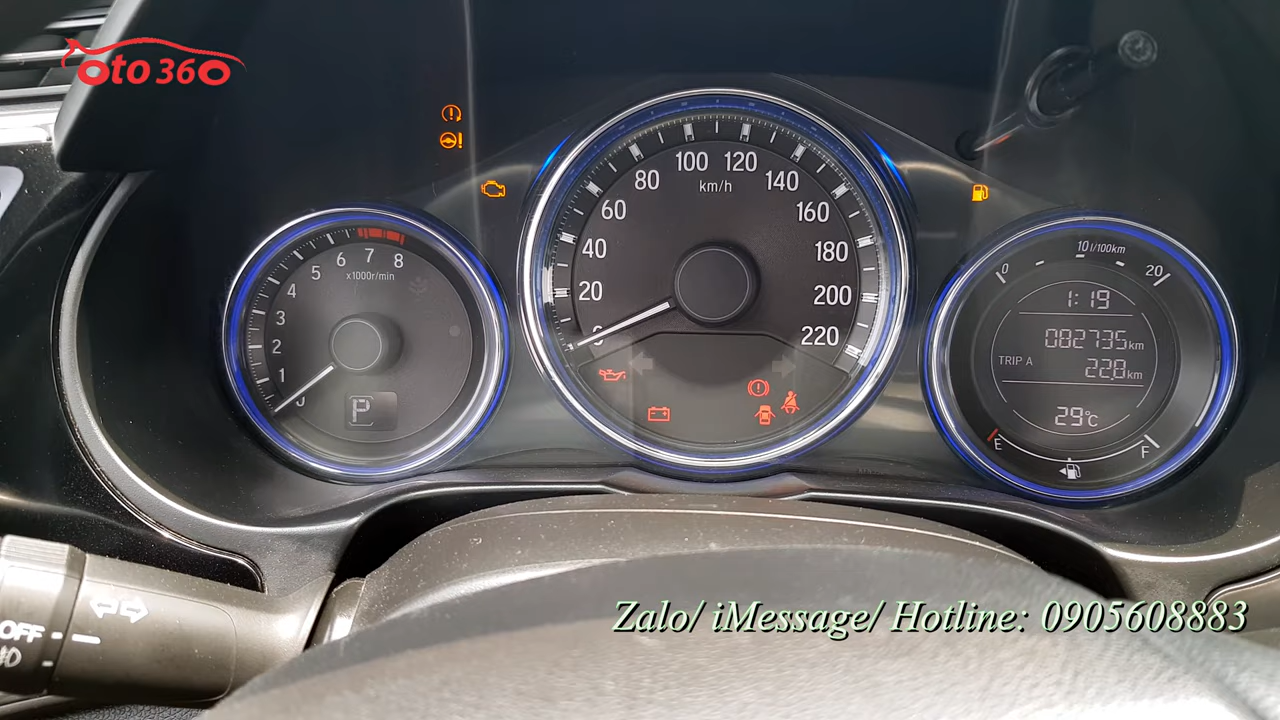 oto360
100 120
80 km/h 140
60 160
40 180
20 200
0 220
5 6 7 8
x1000r/min
4
3
2
1
0
P
10 l/100km
0 20
1:19
082735 km
TRIP A 22.8 km
29°C
E F
OFF
Zalo/ iMessage/ Hotline: 0905608883